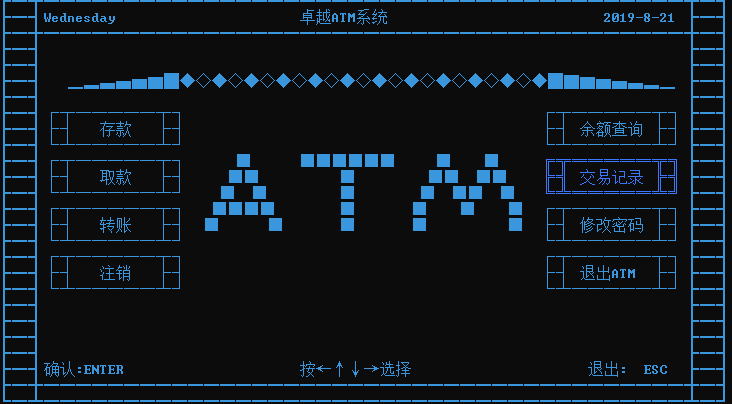 Wednesday 卓越ATM系统 2019-8-21
存款 余额查询
ATM
取款 交易记录
转账 修改密码
注销 退出ATM
确认:ENTER 按←↑↓→选择 退出: ESC